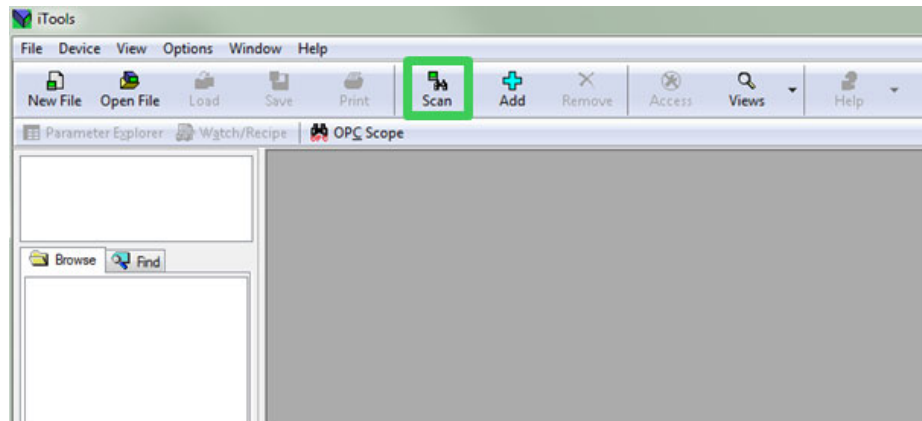 iTools
File Device View Options Window Help
New File Open File Load Save Print Scan Add Remove Access Views Help
Parameter Explorer Watch/Recipe OPC Scope
Browse Find